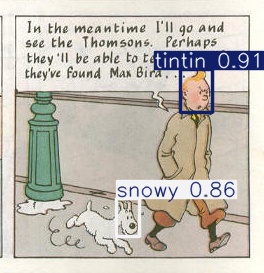 In the meantime I'll go and
see the Thomsons. Perhaps
they'll be able to te
they've found Max Bird...
tintin 0.91
snowy 0.86